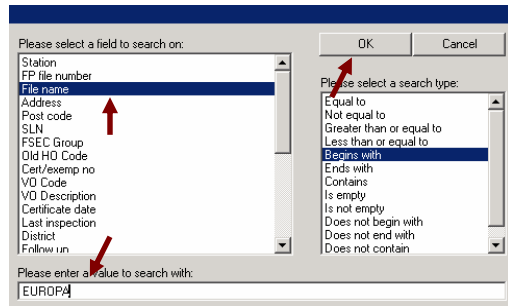 Please select a field to search on:
Station
FP file number
File name
Address
Post code
SLN
FSEC Group
Old HO Code
Cert/exemp no
VO Code
VO Description
Certificate date
Last inspection
District
Follow up
Please enter a value to search with:
EUROPA
OK
Cancel
Please select a search type:
Equal to
Not equal to
Greater than or equal to
Less than or equal to
Begins with
Ends with
Contains
Is empty
Is not empty
Does not begin with
Does not end with
Does not contain